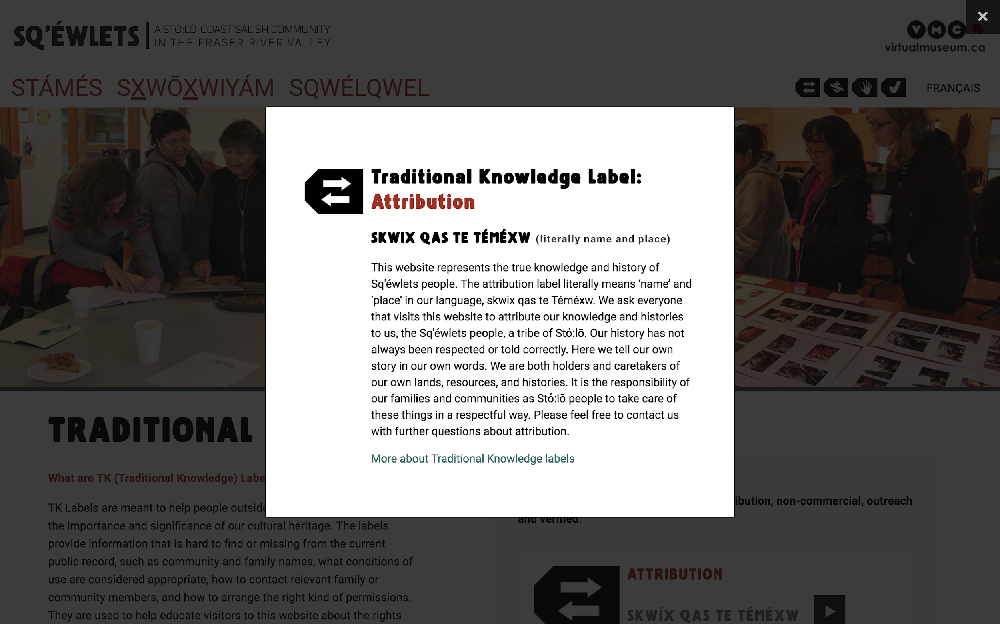 SQ'ÉWLETS
A STÓ:LŌ-COAST SALISH COMMUNITY
IN THE FRASER RIVER VALLEY
VMC
virtualmuseum.ca
STÁMÉS SX̲WŌX̲WIYÁM SQWÉLQWEL
FRANÇAIS
Traditional Knowledge Label:
Attribution
SKWIX QAS TE TÉMÉXW (literally name and place)
This website represents the true knowledge and history of
Sq'éwlets people. The attribution label literally means ‘name’ and
‘place’ in our language, skwix qas te Téméxw. We ask everyone
that visits this website to attribute our knowledge and histories
to us, the Sq'éwlets people, a tribe of Stó:lō. Our history has not
always been respected or told correctly. Here we tell our own
story in our own words. We are both holders and caretakers of
our own lands, resources, and histories. It is the responsibility of
our families and communities as Stó:lō people to take care of
these things in a respectful way. Please feel free to contact us
with further questions about attribution.
More about Traditional Knowledge labels
TRADITIONAL
What are TK (Traditional Knowledge) Labe
TK Labels are meant to help people outside
the importance and significance of our cultural heritage. The labels
provide information that is hard to find or missing from the current
public record, such as community and family names, what conditions of
use are considered appropriate, how to contact relevant family or
community members, and how to arrange the right kind of permissions.
They are used to help educate visitors to this website about the rights
ibution, non-commercial, outreach
and verified.
ATTRIBUTION
SKWÍX QAS TE TÉMÉXW